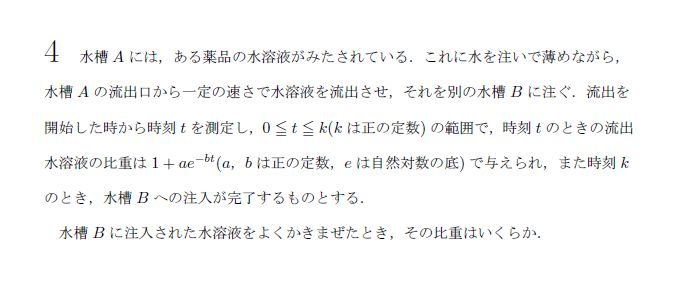 4 水槽 A には，ある薬品の水溶液がみたされている．これに水を注いで薄めながら，
水槽 A の流出口から一定の速さで水溶液を流出させ，それを別の水槽 B に注ぐ．流出を
開始した時から時刻 t を測定し，0 ≦ t ≦ k(k は正の定数) の範囲で，時刻 t のときの流出
水溶液の比重は 1 + ae^{-bt}(a，b は正の定数，e は自然対数の底) で与えられ，また時刻 k
のとき，水槽 B への注入が完了するものとする．
水槽 B に注入された水溶液をよくかきまぜたとき，その比重はいくらか．